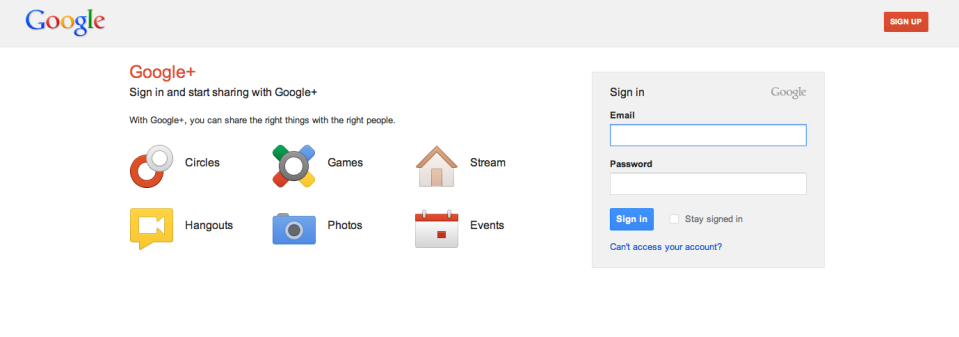 Google
SIGN UP
Google+
Sign in and start sharing with Google+
With Google+, you can share the right things with the right people.
Circles
Games
Stream
Hangouts
Photos
Events
Sign in
Google
Email
Password
Sign in
Stay signed in
Can't access your account?